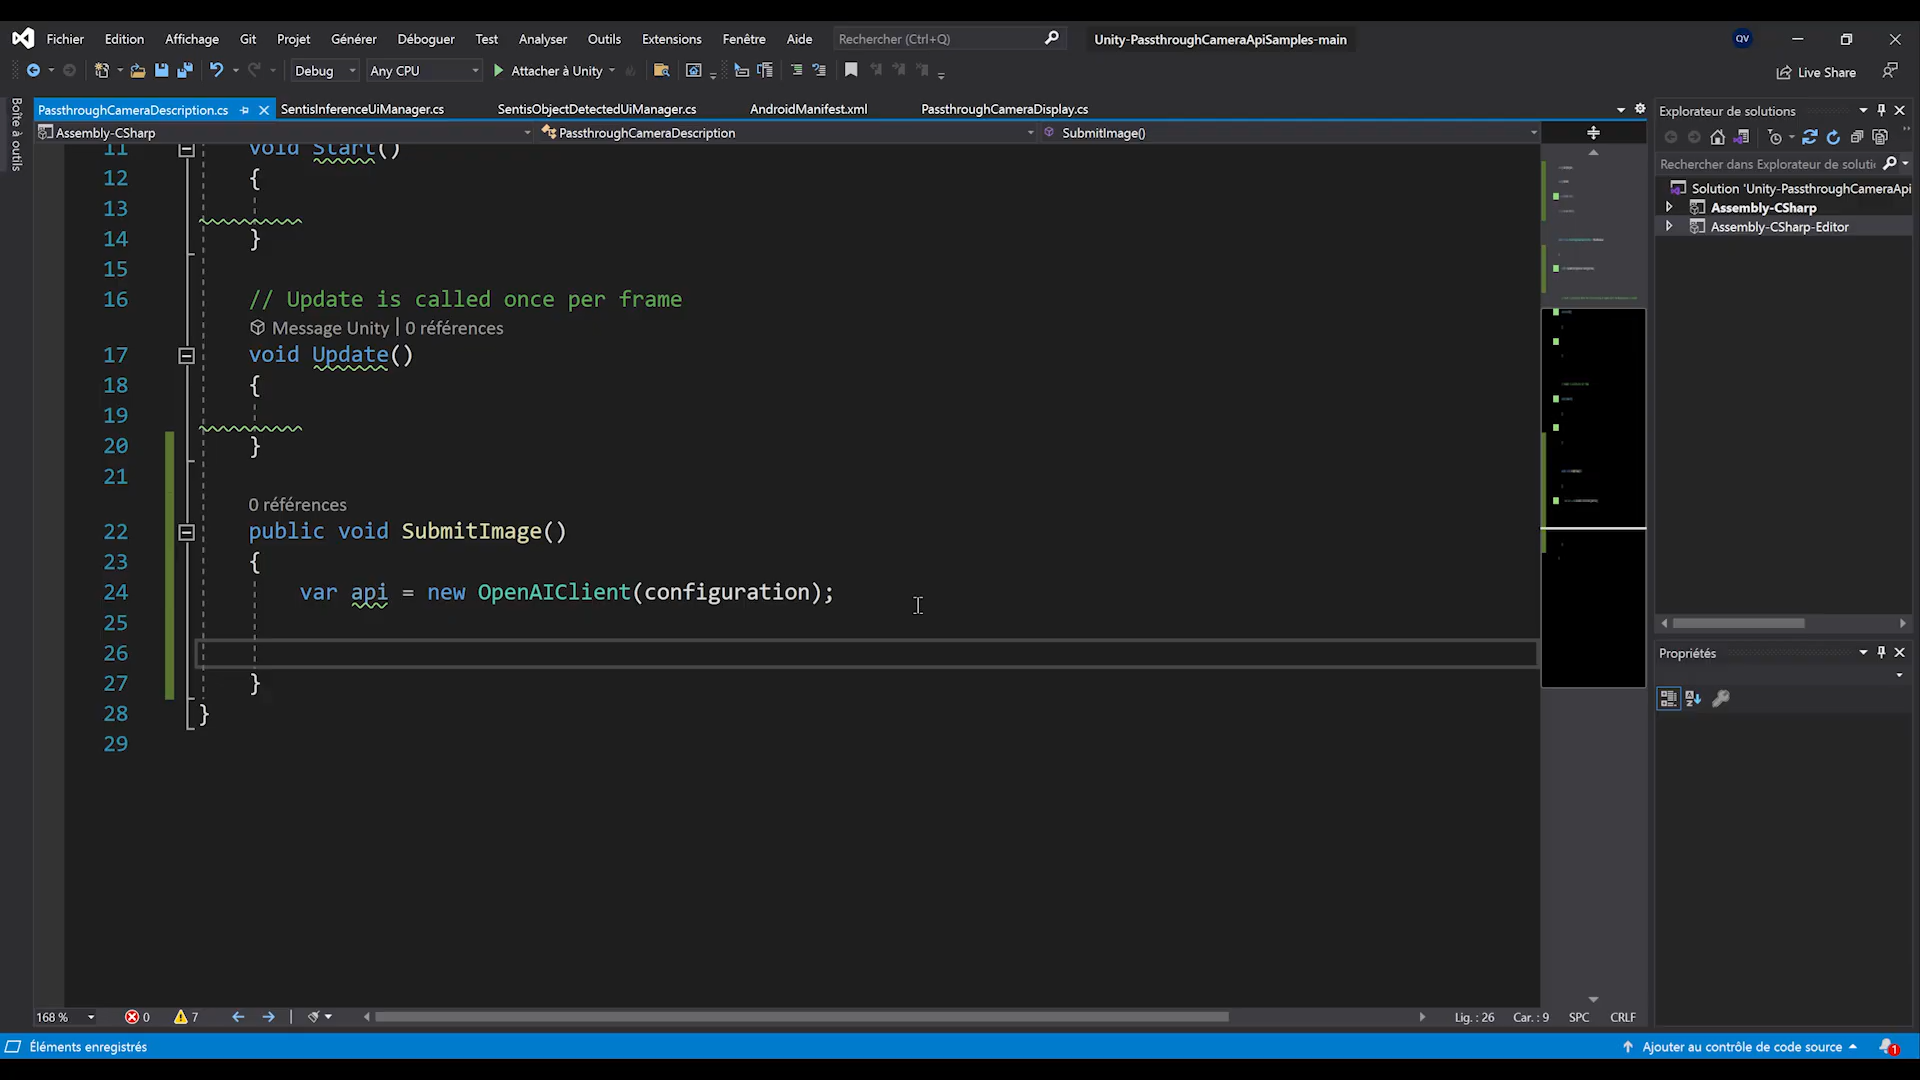 Fichier Edition Affichage Git Projet Générer Déboguer Test Analyser Outils Extensions Fenêtre Aide Rechercher (Ctrl+Q) Unity-PassthroughCameraApiSamples-main QV
Debug Any CPU Attacher à Unity Live Share
Boîte à outils
PassthroughCameraDescription.cs SentisInferenceUiManager.cs SentisObjectDetectedUiManager.cs AndroidManifest.xml PassthroughCameraDisplay.cs
Assembly-CSharp PassthroughCameraDescription SubmitImage()
11 void Start()
12 {
13
14 }
15
16 // Update is called once per frame
Message Unity | 0 références
17 void Update()
18 {
19
20 }
21
0 références
22 public void SubmitImage()
23 {
24 var api = new OpenAIClient(configuration);
25
26
27 }
28 }
29
168 % 0 7 Lig. : 26 Car. : 9 SPC CRLF
Explorateur de solutions
Rechercher dans Explorateur de soluti
Solution 'Unity-PassthroughCameraApi
Assembly-CSharp
Assembly-CSharp-Editor
Propriétés
Éléments enregistrés Ajouter au contrôle de code source 1